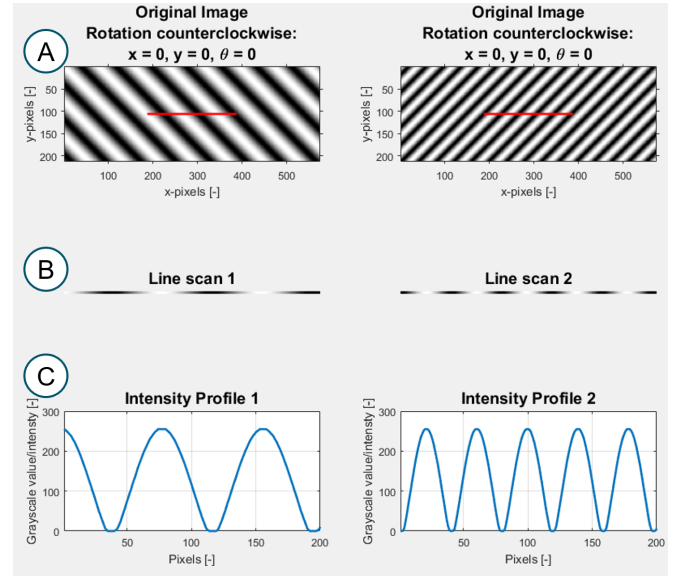 A
Original Image
Rotation counterclockwise:
x = 0, y = 0, θ = 0
y-pixels [-]
50
100
150
200
100 200 300 400 500
x-pixels [-]
Original Image
Rotation counterclockwise:
x = 0, y = 0, θ = 0
y-pixels [-]
50
100
150
200
100 200 300 400 500
x-pixels [-]
B
Line scan 1
Line scan 2
C
Intensity Profile 1
Grayscale value/intensty [-]
300
200
100
0
50 100 150 200
Pixels [-]
Intensity Profile 2
Grayscale value/intensty [-]
300
200
100
0
50 100 150 200
Pixels [-]